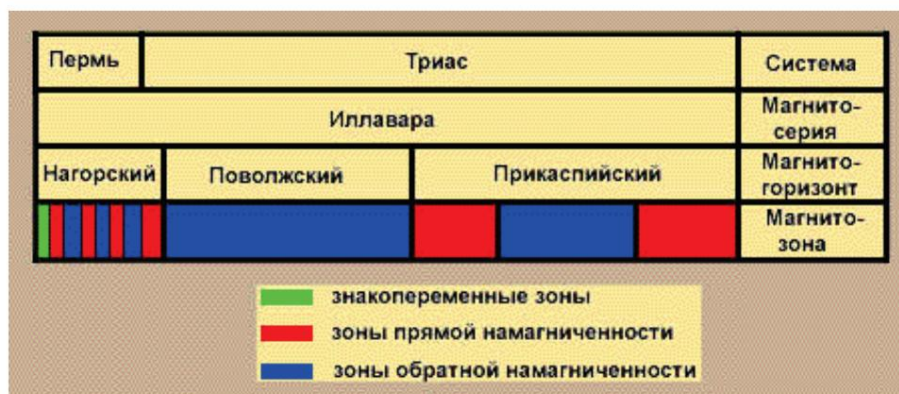 Пермь
Триас
Система
Иллавара
Магнито-
серия
Нагорский
Поволжский
Прикаспийский
Магнито-
горизонт
Магнито-
зона
знакопеременные зоны
зоны прямой намагниченности
зоны обратной намагниченности